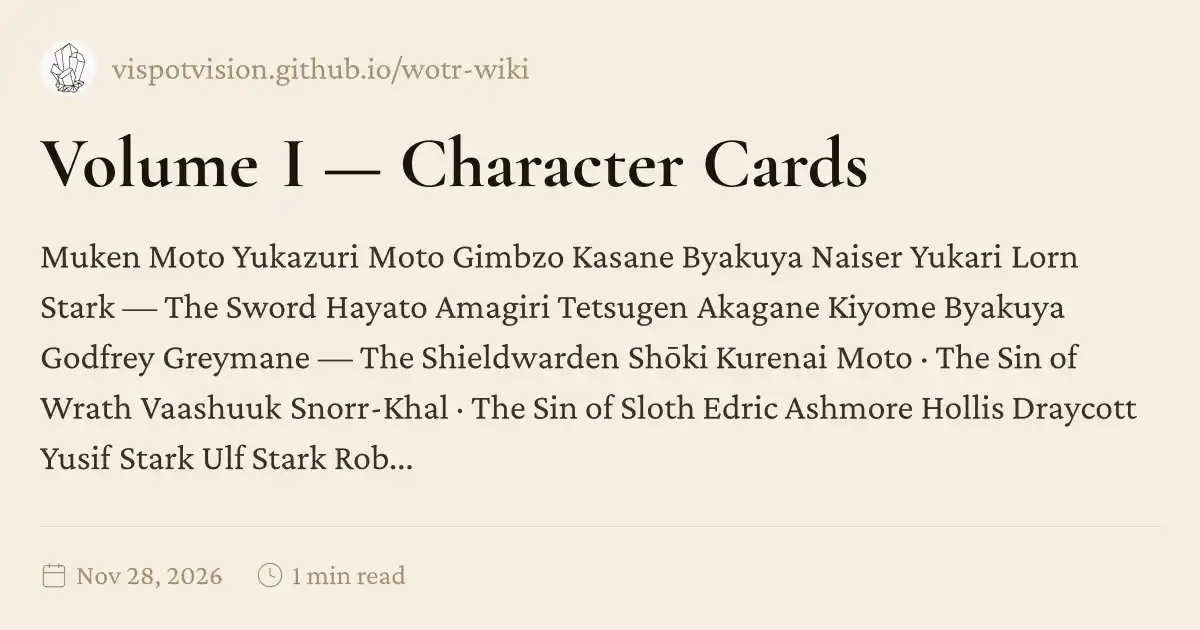 vispotvision.github.io/wotr-wiki
Volume I — Character Cards
Muken Moto Yukazuri Moto Gimbzo Kasane Byakuya Naiser Yukari Lorn
Stark — The Sword Hayato Amagiri Tetsugen Akagane Kiyome Byakuya
Godfrey Greymane — The Shieldwarden Shōki Kurenai Moto · The Sin of
Wrath Vaashuuk Snorr-Khal · The Sin of Sloth Edric Ashmore Hollis Draycott
Yusif Stark Ulf Stark Rob...
Nov 28, 2026 1 min read